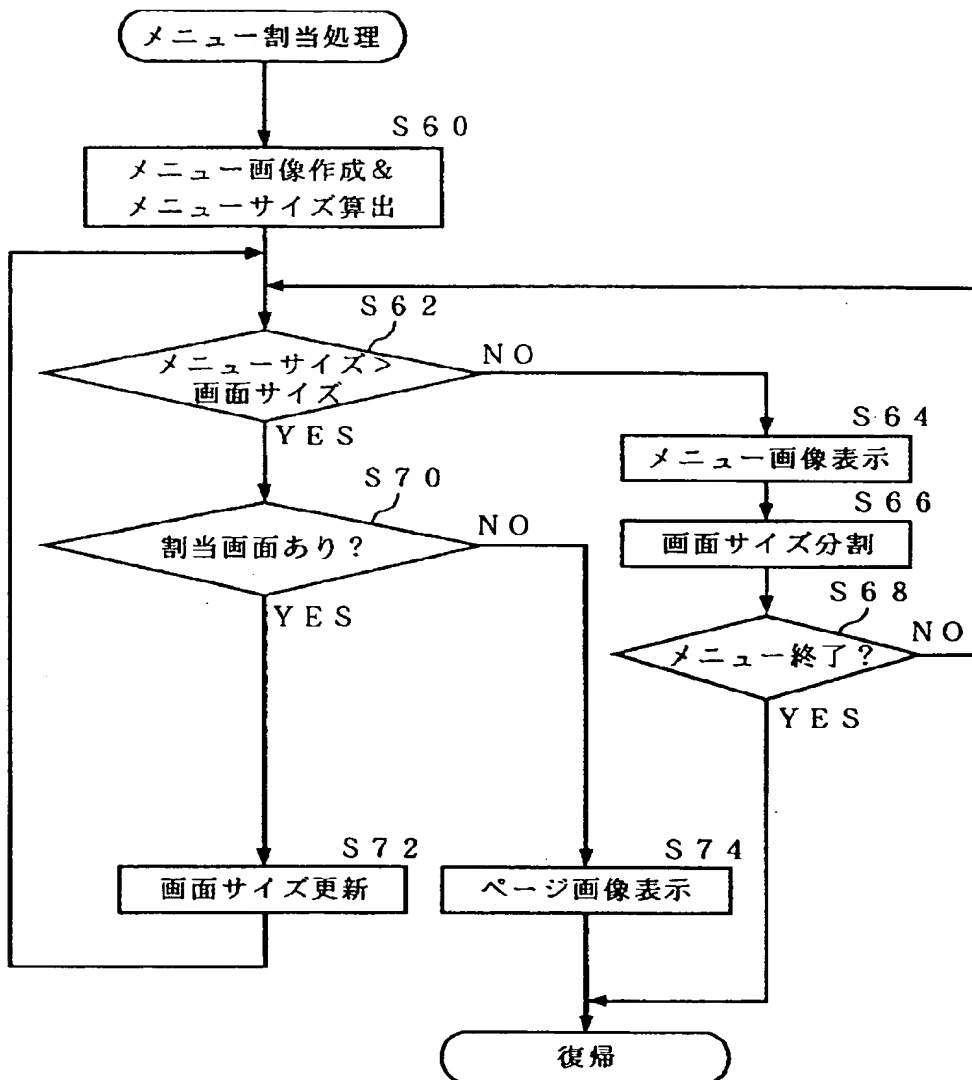 メニュー割当処理
S60
メニュー画像作成&
メニューサイズ算出
S62
メニューサイズ>
画面サイズ
NO
YES
S64
メニュー画像表示
S70
S66
割当画面あり?
NO
画面サイズ分割
YES
S68
メニュー終了?
NO
YES
S72
画面サイズ更新
S74
ページ画像表示
復帰